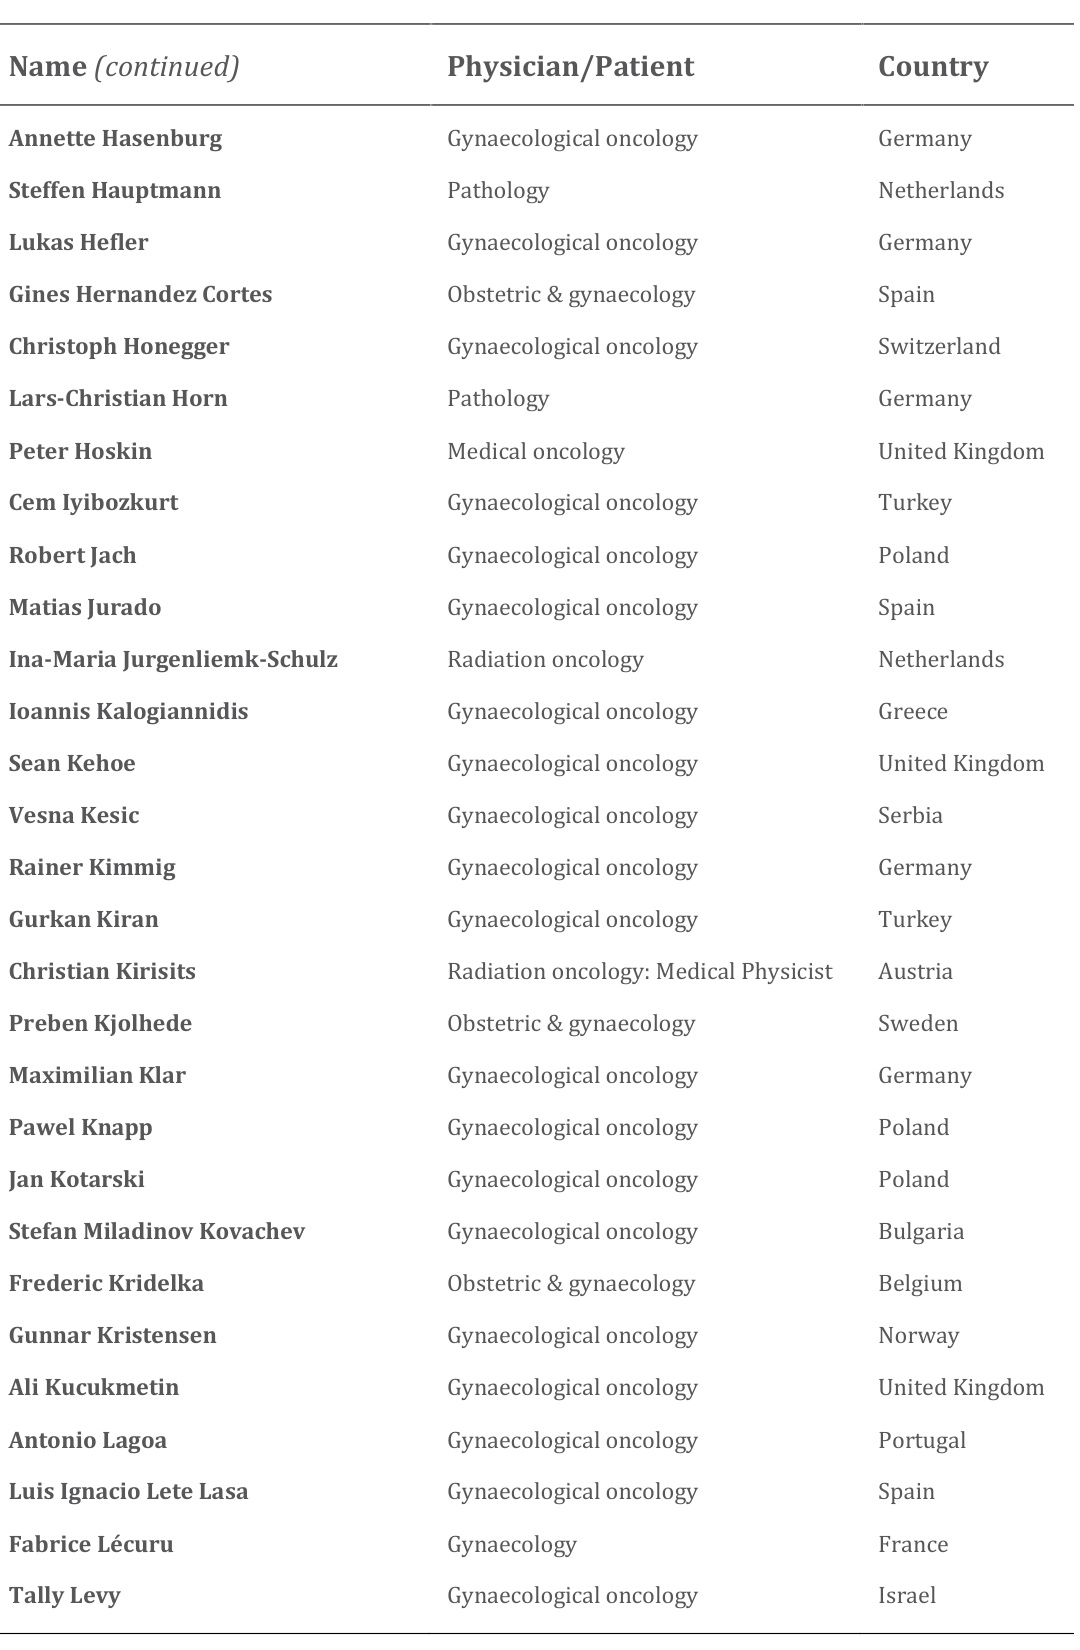 Name (continued) Physician/Patient Country
Annette Hasenburg Gynaecological oncology Germany
Steffen Hauptmann Pathology Netherlands
Lukas Hefler Gynaecological oncology Germany
Gines Hernandez Cortes Obstetric & gynaecology Spain
Christoph Honegger Gynaecological oncology Switzerland
Lars-Christian Horn Pathology Germany
Peter Hoskin Medical oncology United Kingdom
Cem Iyibozkurt Gynaecological oncology Turkey
Robert Jach Gynaecological oncology Poland
Matias Jurado Gynaecological oncology Spain
Ina-Maria Jurgenliemk-Schulz Radiation oncology Netherlands
Ioannis Kalogiannidis Gynaecological oncology Greece
Sean Kehoe Gynaecological oncology United Kingdom
Vesna Kesic Gynaecological oncology Serbia
Rainer Kimmig Gynaecological oncology Germany
Gurkan Kiran Gynaecological oncology Turkey
Christian Kirisits Radiation oncology: Medical Physicist Austria
Preben Kjolhede Obstetric & gynaecology Sweden
Maximilian Klar Gynaecological oncology Germany
Pawel Knapp Gynaecological oncology Poland
Jan Kotarski Gynaecological oncology Poland
Stefan Miladinov Kovachev Gynaecological oncology Bulgaria
Frederic Kridelka Obstetric & gynaecology Belgium
Gunnar Kristensen Gynaecological oncology Norway
Ali Kucukmetin Gynaecological oncology United Kingdom
Antonio Lagoa Gynaecological oncology Portugal
Luis Ignacio Lete Lasa Gynaecological oncology Spain
Fabrice Lécuru Gynaecology France
Tally Levy Gynaecological oncology Israel